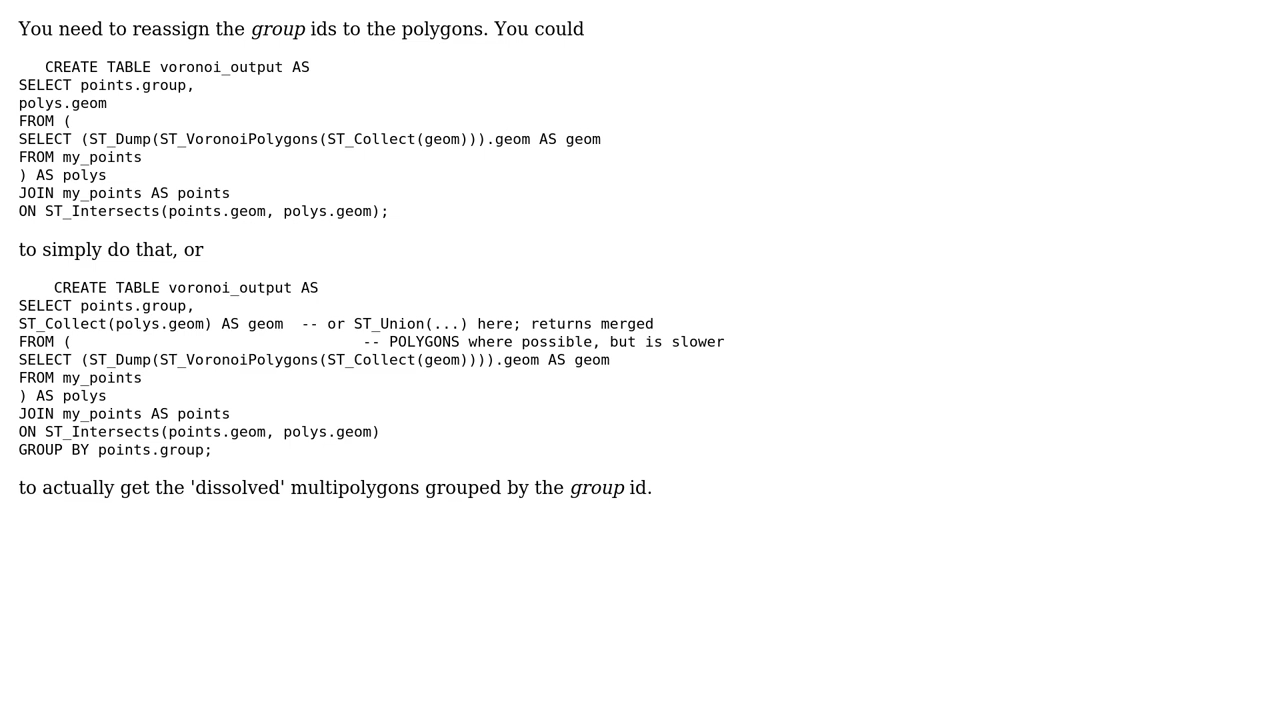 You need to reassign the group ids to the polygons. You could
CREATE TABLE voronoi_output AS
SELECT points.group,
polys.geom
FROM (
SELECT (ST_Dump(ST_VoronoiPolygons(ST_Collect(geom))).geom AS geom
FROM my_points
) AS polys
JOIN my_points AS points
ON ST_Intersects(points.geom, polys.geom);
to simply do that, or
CREATE TABLE voronoi_output AS
SELECT points.group,
ST_Collect(polys.geom) AS geom  -- or ST_Union(...) here; returns merged
FROM (                                 -- POLYGONS where possible, but is slower
SELECT (ST_Dump(ST_VoronoiPolygons(ST_Collect(geom)))).geom AS geom
FROM my_points
) AS polys
JOIN my_points AS points
ON ST_Intersects(points.geom, polys.geom)
GROUP BY points.group;
to actually get the 'dissolved' multipolygons grouped by the group id.